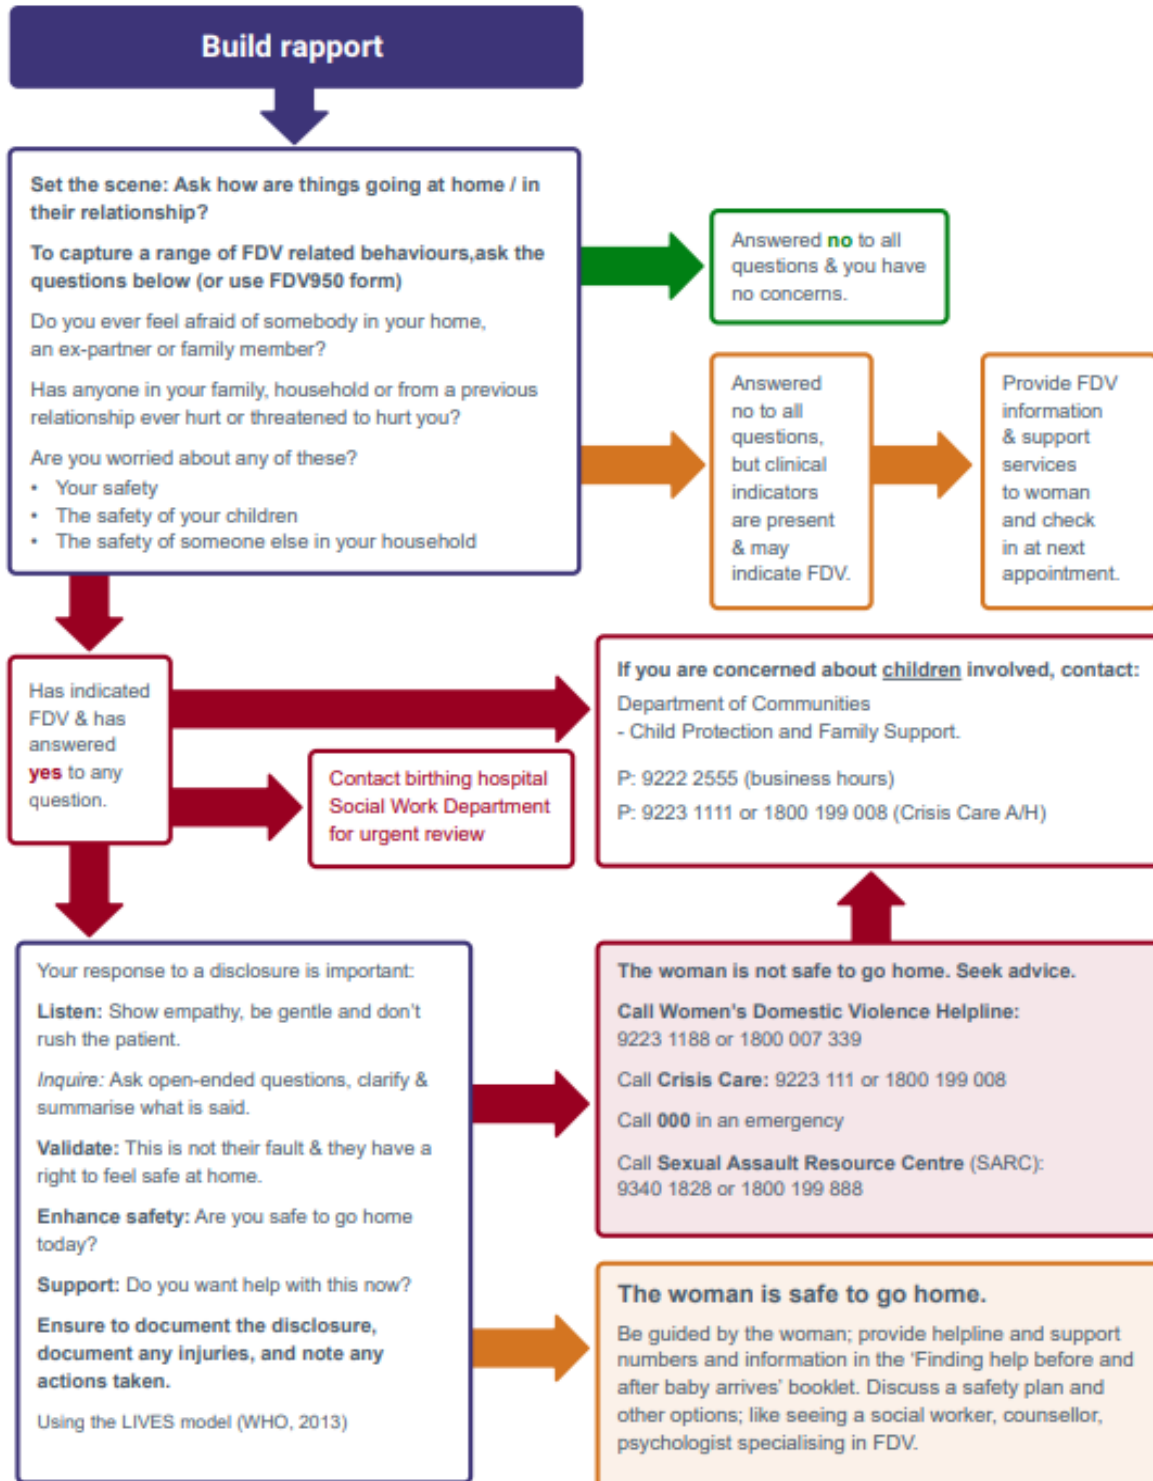 Build rapport
Set the scene: Ask how are things going at home / in
their relationship?
To capture a range of FDV related behaviours,ask the
questions below (or use FDV950 form)
Do you ever feel afraid of somebody in your home,
an ex-partner or family member?
Has anyone in your family, household or from a previous
relationship ever hurt or threatened to hurt you?
Are you worried about any of these?
• Your safety
• The safety of your children
• The safety of someone else in your household
Answered no to all
questions & you have
no concerns.
Answered
no to all
questions,
but clinical
indicators
are present
& may
indicate FDV.
Provide FDV
information
& support
services
to woman
and check
in at next
appointment.
Has indicated
FDV & has
answered
yes to any
question.
Contact birthing hospital
Social Work Department
for urgent review
If you are concerned about children involved, contact:
Department of Communities
- Child Protection and Family Support.
P: 9222 2555 (business hours)
P: 9223 1111 or 1800 199 008 (Crisis Care A/H)
Your response to a disclosure is important:
Listen: Show empathy, be gentle and don't
rush the patient.
Inquire: Ask open-ended questions, clarify &
summarise what is said.
Validate: This is not their fault & they have a
right to feel safe at home.
Enhance safety: Are you safe to go home
today?
Support: Do you want help with this now?
Ensure to document the disclosure,
document any injuries, and note any
actions taken.
Using the LIVES model (WHO, 2013)
The woman is not safe to go home. Seek advice.
Call Women's Domestic Violence Helpline:
9223 1188 or 1800 007 339
Call Crisis Care: 9223 111 or 1800 199 008
Call 000 in an emergency
Call Sexual Assault Resource Centre (SARC):
9340 1828 or 1800 199 888
The woman is safe to go home.
Be guided by the woman; provide helpline and support
numbers and information in the 'Finding help before and
after baby arrives' booklet. Discuss a safety plan and
other options; like seeing a social worker, counsellor,
psychologist specialising in FDV.